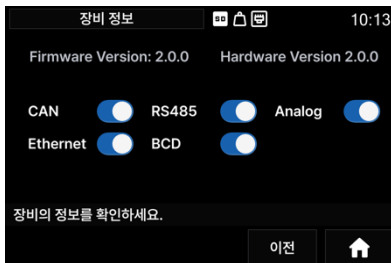 장비 정보 10:13
Firmware Version: 2.0.0 Hardware Version 2.0.0
CAN RS485 Analog
Ethernet BCD
장비의 정보를 확인하세요.
이전